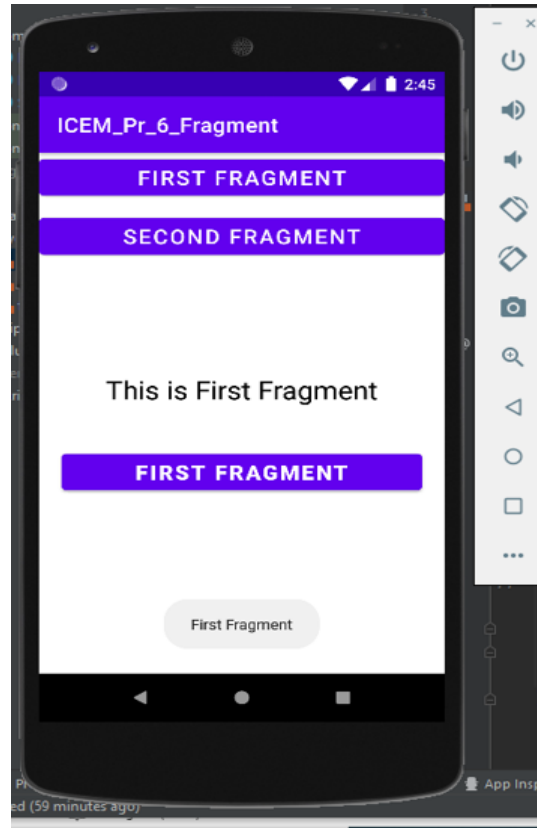 2:45
ICEM_Pr_6_Fragment
FIRST FRAGMENT
SECOND FRAGMENT
This is First Fragment
FIRST FRAGMENT
First Fragment
App Insp
ed (59 minutes ago)